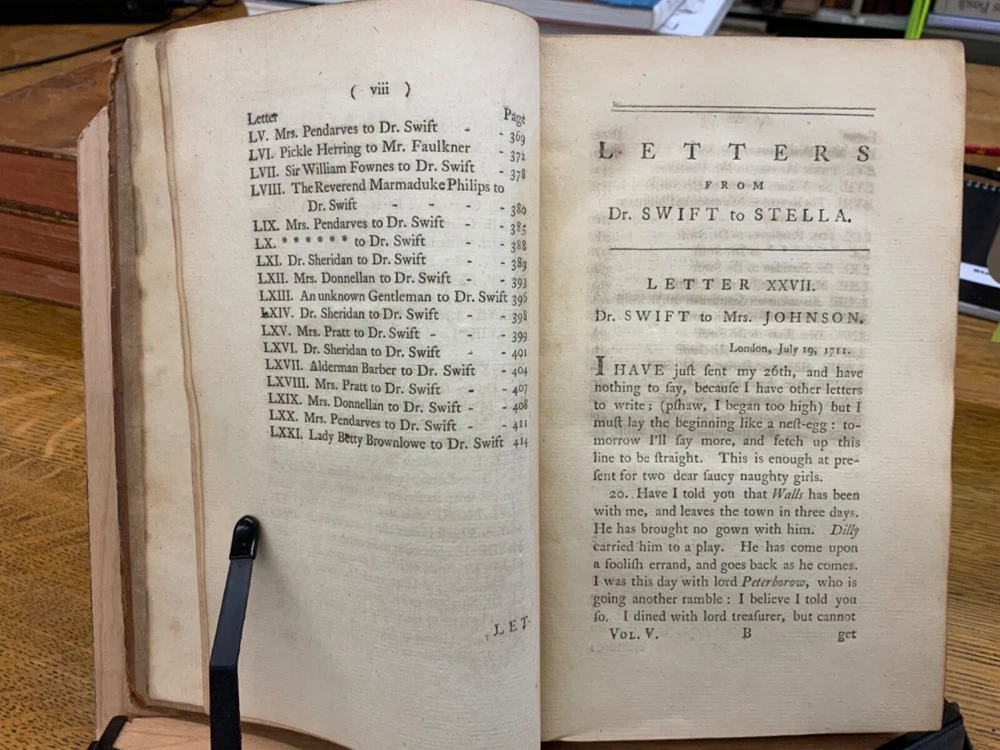 ( viii )
Letter Page
LV. Mrs. Pendarves to Dr. Swift - - 369
LVI. Pickle Herring to Mr. Faulkner - 372
LVII. Sir William Fownes to Dr. Swift - 378
LVIII. The Reverend Marmaduke Philips to
Dr. Swift - - - - 380
LIX. Mrs. Pendarves to Dr. Swift - - 385
LX. * * * * * * * to Dr. Swift - - 388
LXI. Dr. Sheridan to Dr. Swift - - 389
LXII. Mrs. Donnellan to Dr. Swift - - 393
LXIII. An unknown Gentleman to Dr. Swift 396
LXIV. Dr. Sheridan to Dr. Swift - - 398
LXV. Mrs. Pratt to Dr. Swift - - - 399
LXVI. Dr. Sheridan to Dr. Swift - - 401
LXVII. Alderman Barber to Dr. Swift - 404
LXVIII. Mrs. Pratt to Dr. Swift - - 407
LXIX. Mrs. Donnellan to Dr. Swift - - 408
LXX. Mrs. Pendarves to Dr. Swift - - 411
LXXI. Lady Betty Brownlowe to Dr. Swift 414
LET-
LETTERS
FROM
Dr. SWIFT to STELLA.
LETTER XXVII.
Dr. SWIFT to Mrs. JOHNSON.
London, July 19, 1711.
I HAVE juſt ſent my 26th, and have
nothing to ſay, becauſe I have other letters
to write; (pſhaw, I began too high) but I
muſt lay the beginning like a neſt-egg: to-
morrow I'll ſay more, and fetch up this
line to be ſtraight. This is enough at pre-
ſent for two dear ſaucy naughty girls.
20. Have I told you that Walls has been
with me, and leaves the town in three days.
He has brought no gown with him. Dilly
carried him to a play. He has come upon
a fooliſh errand, and goes back as he comes.
I was this day with lord Peterborow, who is
going another ramble: I believe I told you
ſo. I dined with lord treaſurer, but cannot
VOL. V. B get